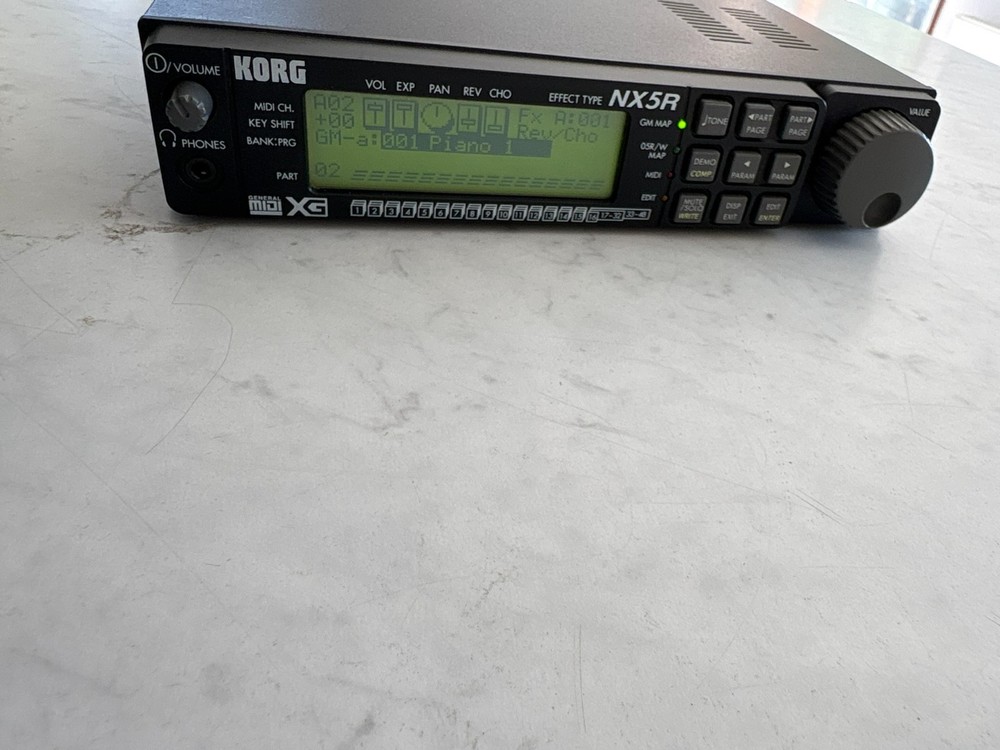 /VOLUME
KORG
VOL EXP PAN REV CHO
EFFECT TYPE NX5R
MIDI CH.
KEY SHIFT
BANK:PRG
PART
PHONES
A02
+00
GM-a:001 Piano 1
02
Fx A:001
Rev/Cho
GM MAP
05R/W
MAP
MIDI
EDIT
♩TONE
◀PART
PAGE
PART▶
PAGE
DEMO
COMP
◀
PARAM
▶
PARAM
MUTE
/SOLO
WRITE
DISP
EXIT
EDIT
ENTER
VALUE
GENERAL
MIDI
XG
1 2 3 4 5 6 7 8 9 10 11 12 13 14 15 16 17-32 33-48